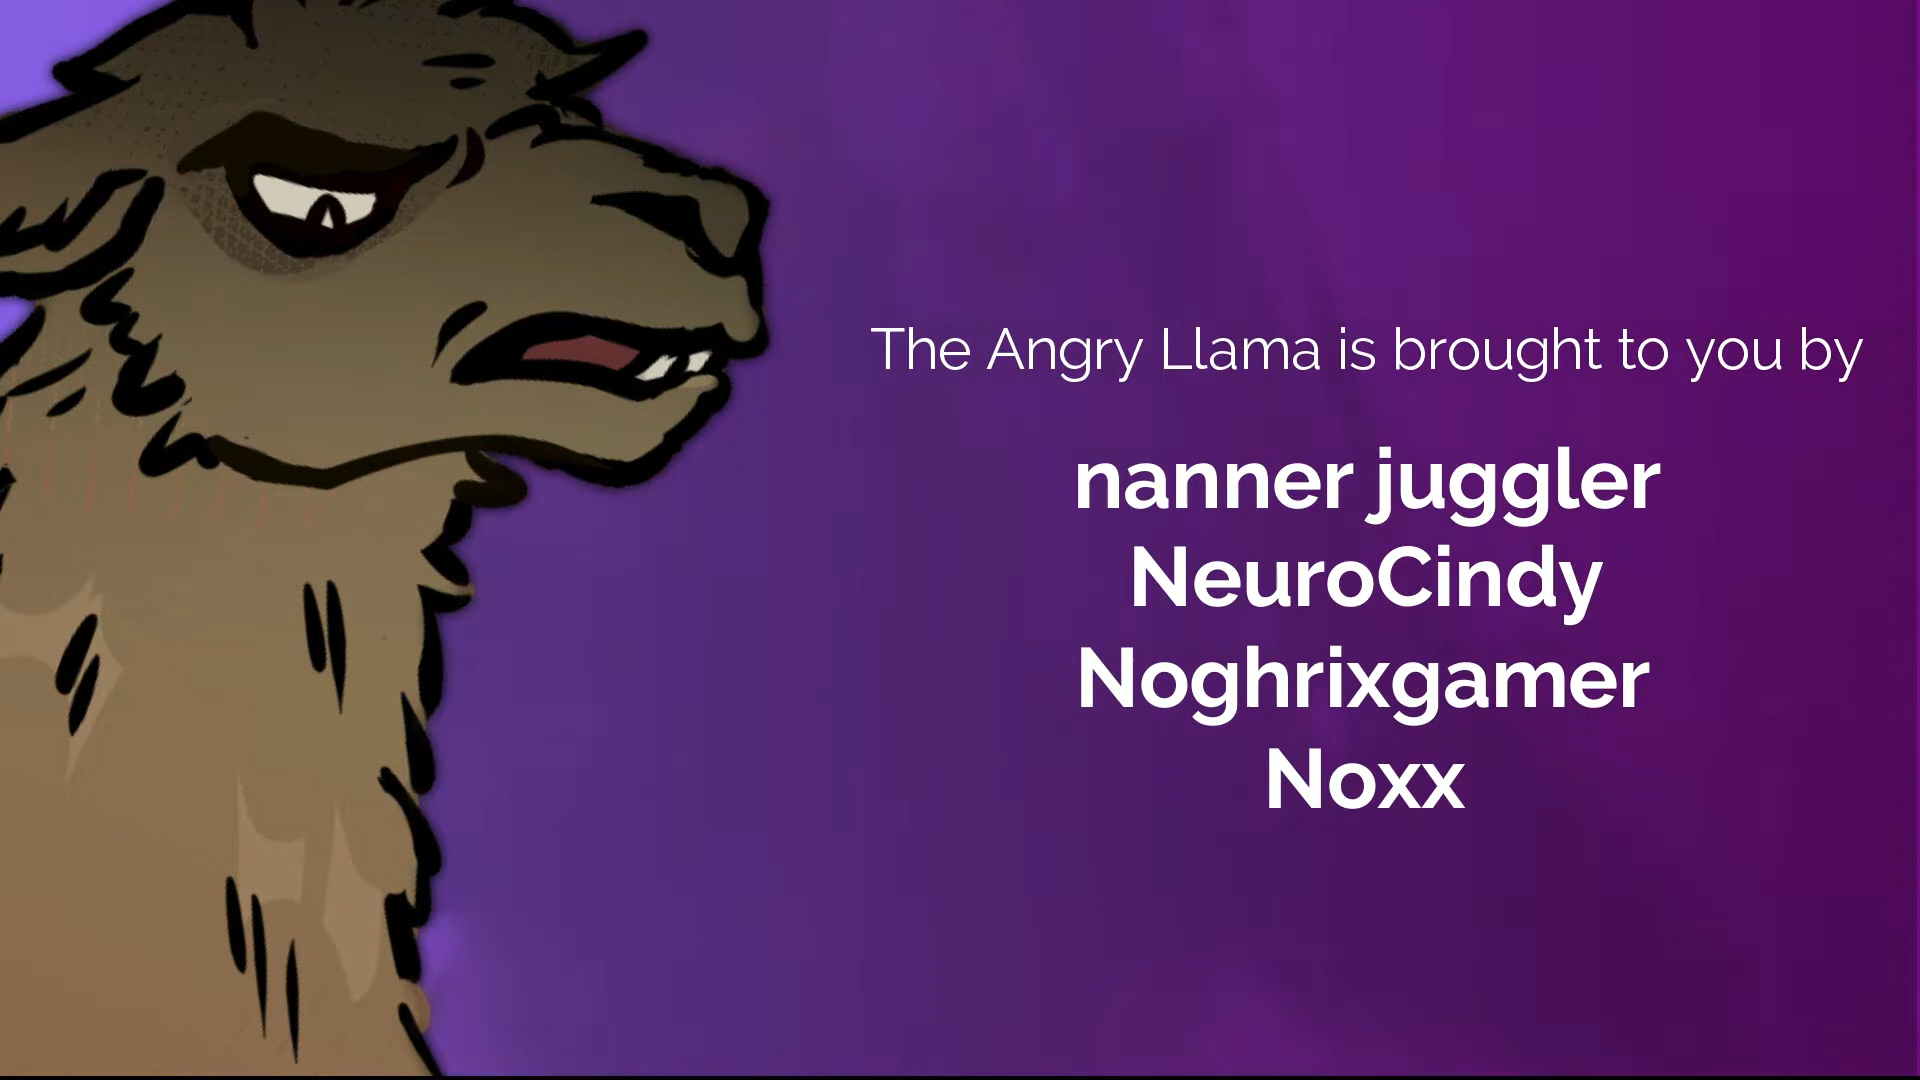 The Angry Llama is brought to you by
nanner juggler
NeuroCindy
Noghrixgamer
Noxx